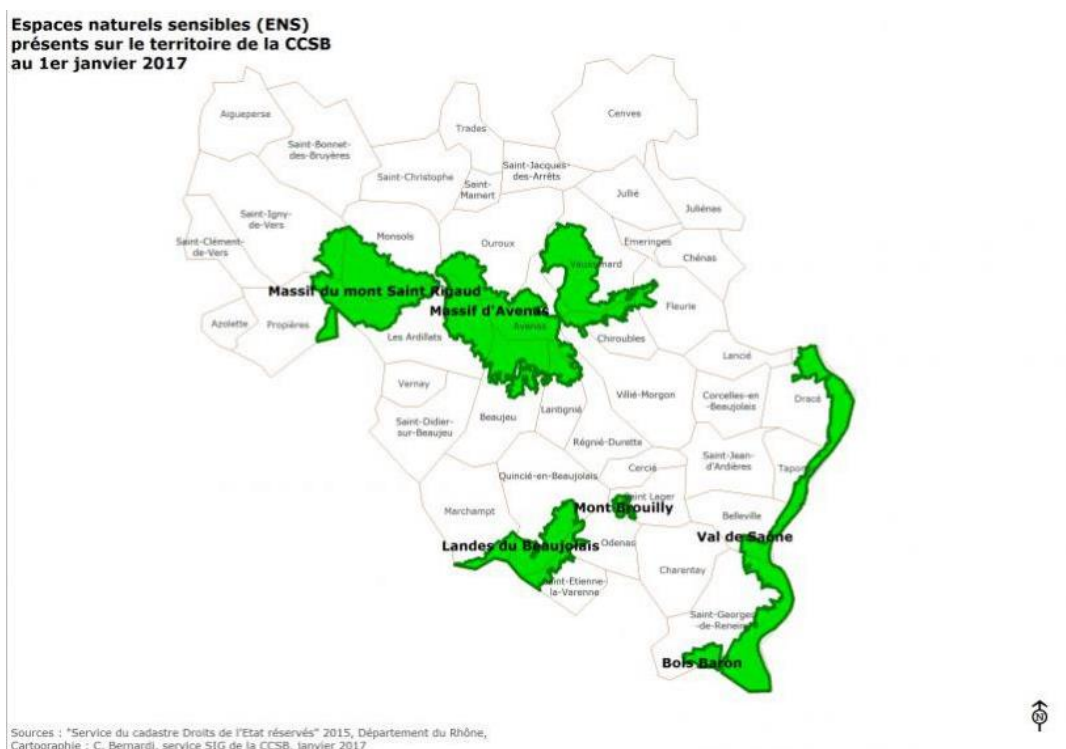 Espaces naturels sensibles (ENS)
présents sur le territoire de la CCSB
au 1er janvier 2017
Aigueperse
Cenves
Trades
Saint-Bonnet-
des-Bruyères
Saint-Christophe
Saint-
Mamert
Saint-Jacques-
des-Arrêts
Jullié
Juliénas
Saint-Igny-
de-Vers
Saint-Clément-
de-Vers
Monsols
Ouroux
Emeringes
Chénas
Massif du mont Saint Rigaud
Massif d'Avenas
Avenas
Fleurie
Azolette
Propières
Les Ardillats
Chiroubles
Lancié
Vernay
Villié-Morgon
Corcelles-en
-Beaujolais
Dracé
Saint-Didier-
sur-Beaujeu
Beaujeu
Lantignié
Régnié-Durette
Saint-Jean-
d'Ardières
Cercié
Quincié-en-Beaujolais
Marchampt
Saint Lager
Mont Brouilly
Belleville
Val de Saône
Landes du Beaujolais
Odenas
Charentay
Saint-Etienne-
la-Varenne
Saint-Georges
-de-Reneins
Bois Baron
N
Sources : "Service du cadastre Droits de l'Etat réservés" 2015, Département du Rhône,
Cartographie : C. Bernardi, service SIG de la CCSB, janvier 2017